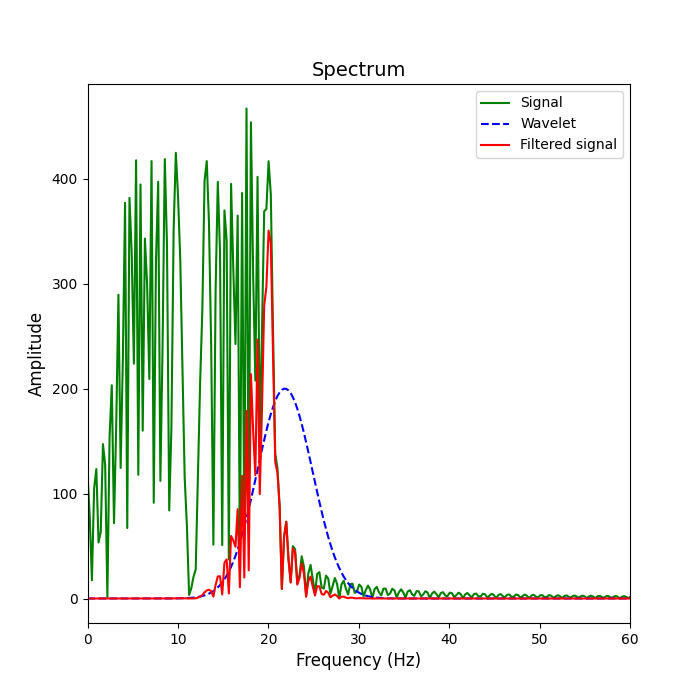 Spectrum
Signal
Wavelet
Filtered signal
Amplitude
400
300
200
100
0
0 10 20 30 40 50 60
Frequency (Hz)